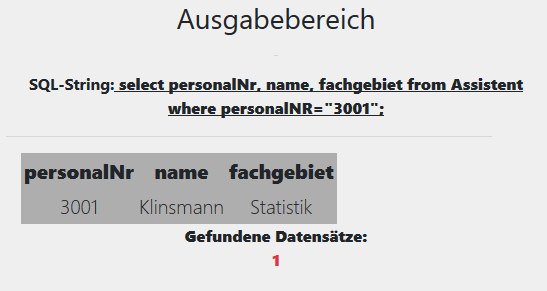 Ausgabebereich
SQL-String: select personalNr, name, fachgebiet from Assistent
where personalNR="3001";
personalNr name fachgebiet
3001 Klinsmann Statistik
Gefundene Datensätze:
1